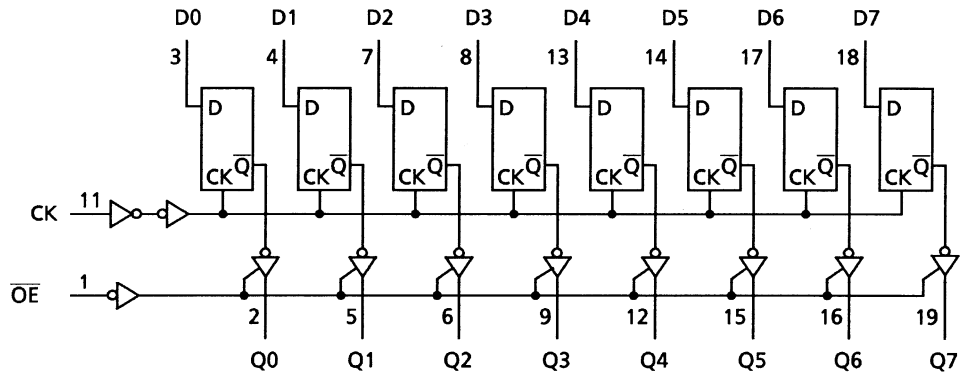 D0 D1 D2 D3 D4 D5 D6 D7
3 4 7 8 13 14 17 18
D D D D D D D D
Q̅ Q̅ Q̅ Q̅ Q̅ Q̅ Q̅ Q̅
CK CK CK CK CK CK CK CK
CK 11
O̅E̅ 1
2 5 6 9 12 15 16 19
Q0 Q1 Q2 Q3 Q4 Q5 Q6 Q7